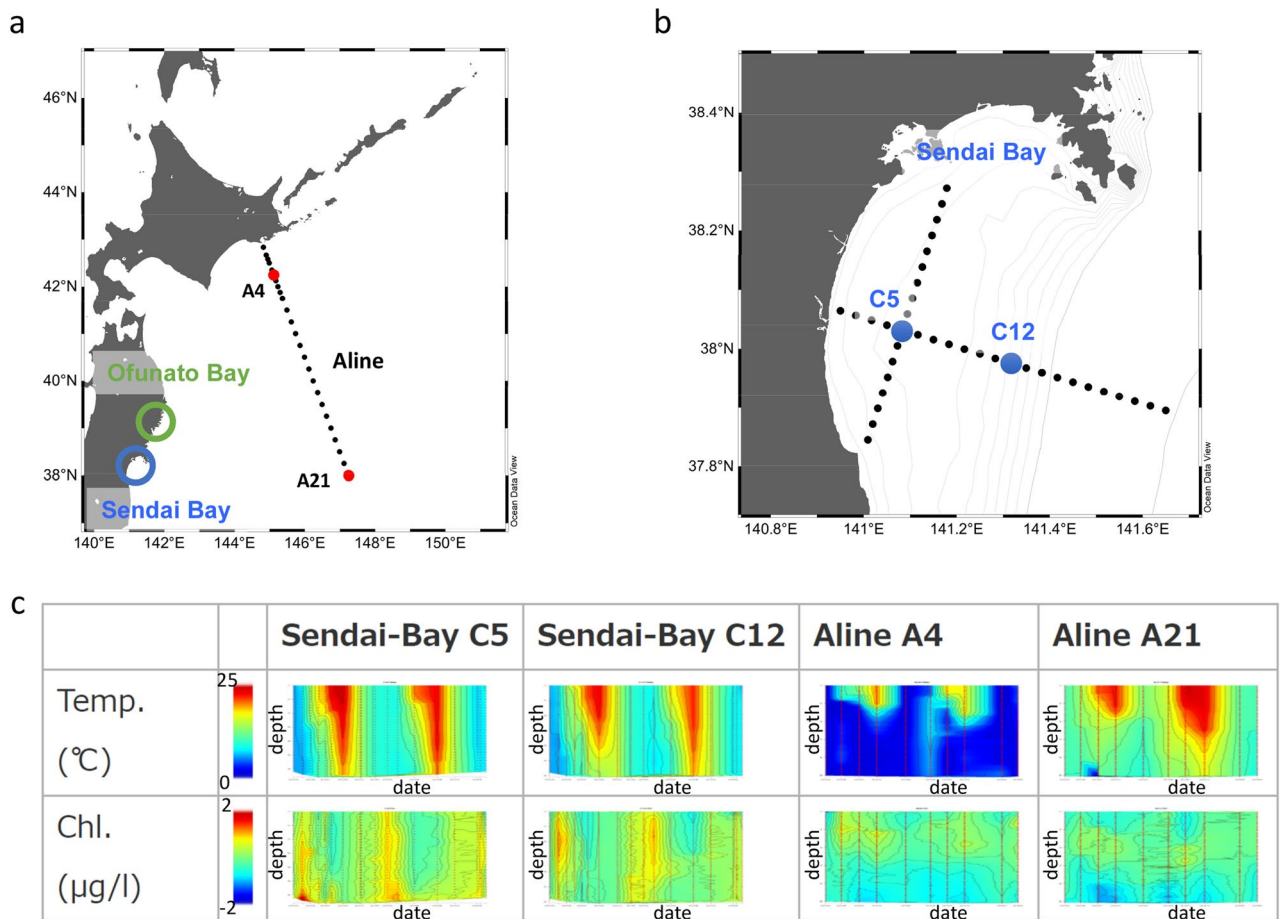 a
46°N
44°N
42°N
40°N
38°N
A4
Aline
Ofunato Bay
A21
Sendai Bay
140°E 142°E 144°E 146°E 148°E 150°E
Ocean Data View
b
38.4°N
38.2°N
38°N
37.8°N
Sendai Bay
C5
C12
140.8°E 141°E 141.2°E 141.4°E 141.6°E
Ocean Data View
c
Sendai-Bay C5 Sendai-Bay C12 Aline A4 Aline A21
Temp.
(℃)
25
0
depth depth depth depth
date date date date
Chl.
(μg/l)
2
-2
depth depth depth depth
date date date date